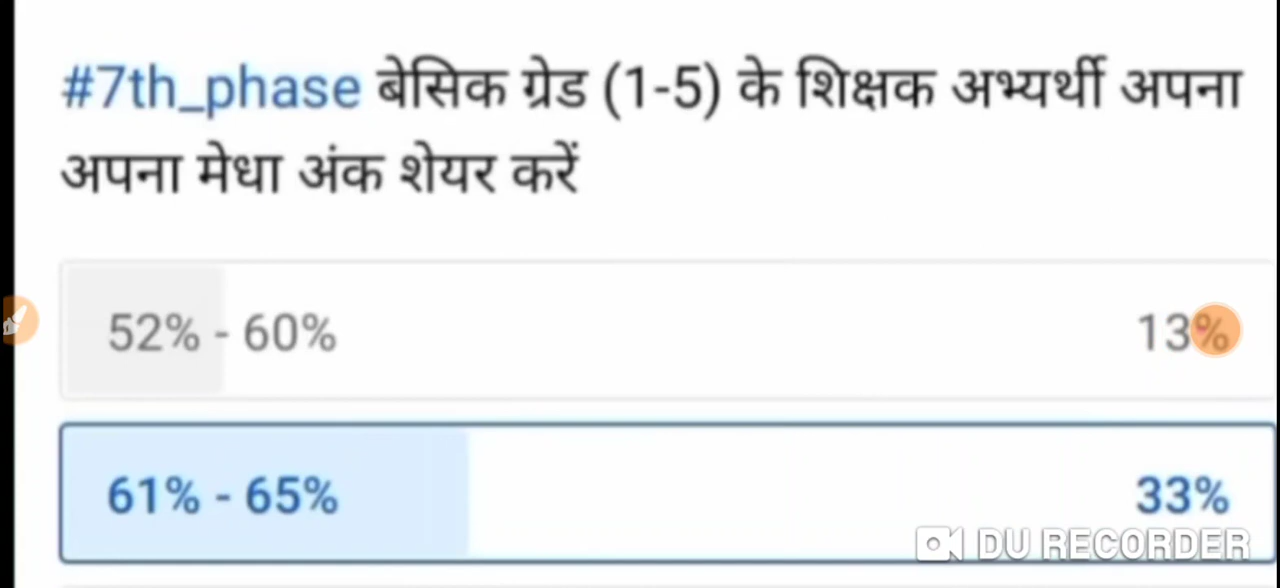 #7th_phase बेसिक ग्रेड (1-5) के शिक्षक अभ्यर्थी अपना
अपना मेधा अंक शेयर करें
52% - 60% 13%
61% - 65% 33%
DU RECORDER